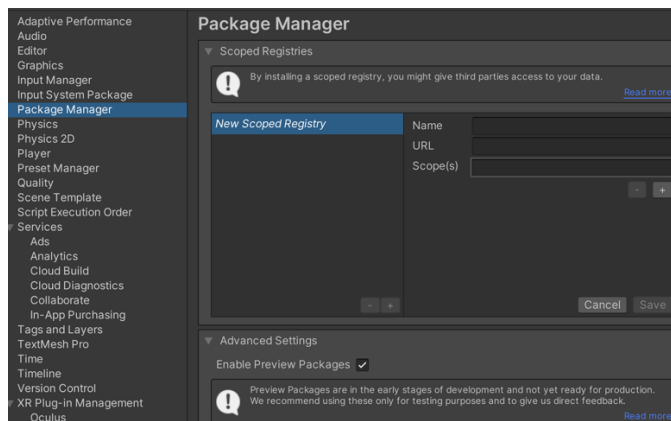 Adaptive Performance
Audio
Editor
Graphics
Input Manager
Input System Package
Package Manager
Physics
Physics 2D
Player
Preset Manager
Quality
Scene Template
Script Execution Order
Services
Ads
Analytics
Cloud Build
Cloud Diagnostics
Collaborate
In-App Purchasing
Tags and Layers
TextMesh Pro
Time
Timeline
Version Control
XR Plug-in Management
Oculus
Package Manager
Scoped Registries
By installing a scoped registry, you might give third parties access to your data.
Read more
New Scoped Registry
Name
URL
Scope(s)
- +
- +
Cancel Save
Advanced Settings
Enable Preview Packages
Preview Packages are in the early stages of development and not yet ready for production.
We recommend using these only for testing purposes and to give us direct feedback.
Read more